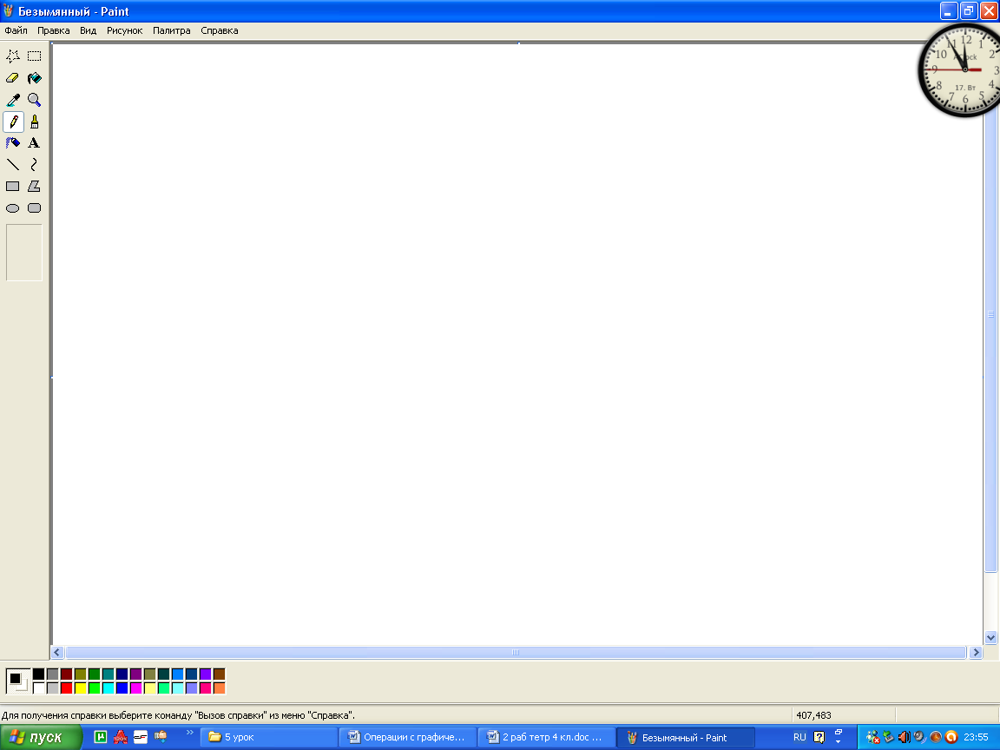 Безымянный - Paint
Файл Правка Вид Рисунок Палитра Справка
11 12 1
10 2
9 3
8 4
7 6 5
17. Вт
A
Для получения справки выберите команду "Вызов справки" из меню "Справка".
407,483
пуск
5 урок
Операции с графиче...
2 раб тетр 4 кл.doc ...
Безымянный - Paint
RU
23:55